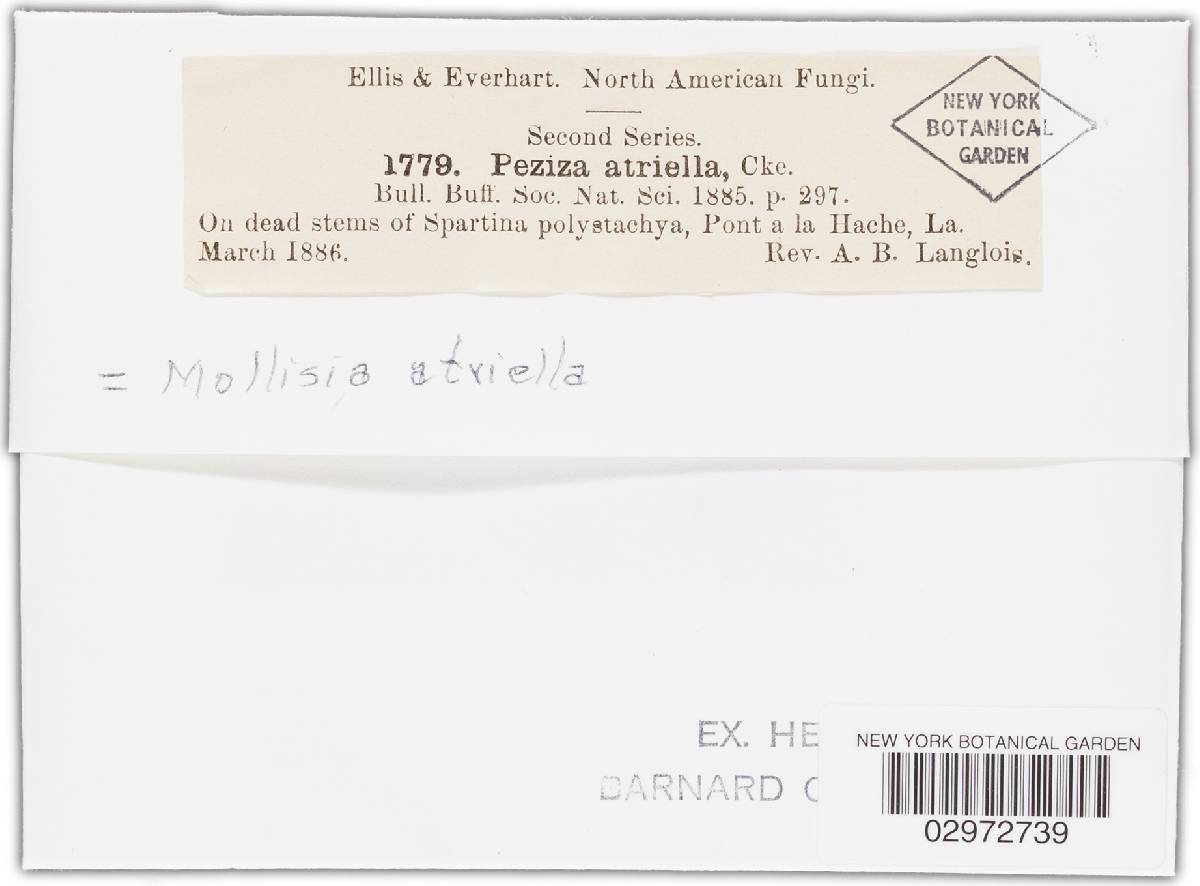 Ellis & Everhart. North American Fungi.
NEW YORK
BOTANICAL
GARDEN
Second Series.
1779. Peziza atriella, Cke.
Bull. Buff. Soc. Nat. Sci. 1885. p. 297.
On dead stems of Spartina polystachya, Pont a la Hache, La.
March 1886. Rev. A. B. Langlois.
= Mollisia atriella
EX. HE
BARNARD C
NEW YORK BOTANICAL GARDEN
02972739